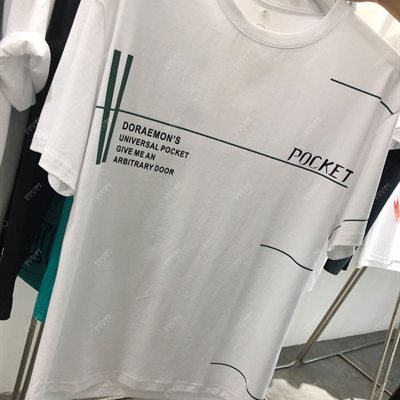 DORAEMON'S
UNIVERSAL POCKET
GIVE ME AN
ARBITRARY DOOR
POCKET